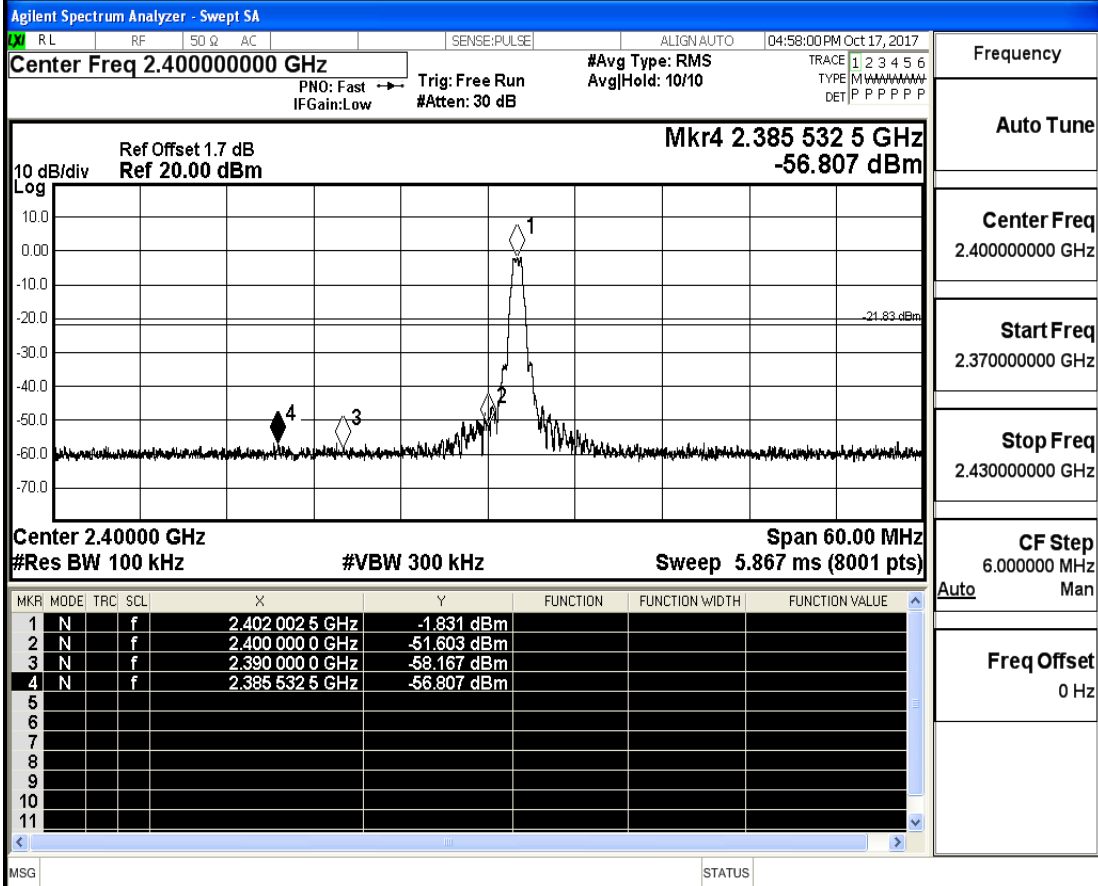 Agilent Spectrum Analyzer - Swept SA
LXI RL RF 50 Ω AC SENSE:PULSE ALIGN AUTO 04:58:00 PM Oct 17, 2017
Center Freq 2.400000000 GHz
PNO: Fast
IFGain:Low
Trig: Free Run
#Atten: 30 dB
#Avg Type: RMS
Avg|Hold: 10/10
TRACE 1 2 3 4 5 6
TYPE M
DET P P P P P P
Ref Offset 1.7 dB
10 dB/div Ref 20.00 dBm
Log
Mkr4 2.385 532 5 GHz
-56.807 dBm
10.0
0.00
-10.0
-20.0
-30.0
-40.0
-50.0
-60.0
-70.0
1
-21.83 dBm
2
4
3
Center 2.40000 GHz Span 60.00 MHz
#Res BW 100 kHz #VBW 300 kHz Sweep 5.867 ms (8001 pts)
MKR MODE TRC SCL X Y FUNCTION FUNCTION WIDTH FUNCTION VALUE
1 N f 2.402 002 5 GHz -1.831 dBm
2 N f 2.400 000 0 GHz -51.603 dBm
3 N f 2.390 000 0 GHz -58.167 dBm
4 N f 2.385 532 5 GHz -56.807 dBm
5
6
7
8
9
10
11
MSG STATUS
Frequency
Auto Tune
Center Freq
2.400000000 GHz
Start Freq
2.370000000 GHz
Stop Freq
2.430000000 GHz
CF Step
6.000000 MHz
Auto Man
Freq Offset
0 Hz